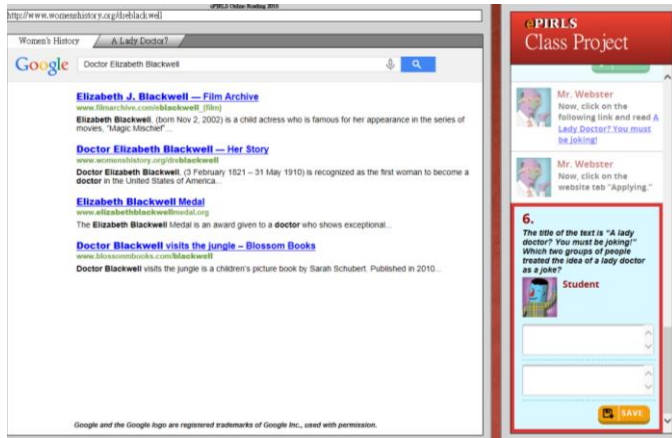 ePIRLS Online Reading 2016
http://www.womenshistory.org/dreblackwell
Women's History
A Lady Doctor?
Google
Doctor Elizabeth Blackwell
Elizabeth J. Blackwell — Film Archive
www.filmarchive.com/eblackwell_(film)
Elizabeth Blackwell, (born Nov 2, 2002) is a child actress who is famous for her appearance in the series of
movies, "Magic Mischief"...
Doctor Elizabeth Blackwell — Her Story
www.womenshistory.org/dreblackwell
Doctor Elizabeth Blackwell, (3 February 1821 – 31 May 1910) is recognized as the first woman to become a
doctor in the United States of America...
Elizabeth Blackwell Medal
www.elizabethblackwellmedal.org
The Elizabeth Blackwell Medal is an award given to a doctor who shows exceptional...
Doctor Blackwell visits the jungle – Blossom Books
www.blossommbooks.com/blackwell
Doctor Blackwell visits the jungle is a children's picture book by Sarah Schubert. Published in 2010...
Google and the Google logo are registered trademarks of Google Inc., used with permission.
ePIRLS
Class Project
Mr. Webster
Now, click on the
following link and read A
Lady Doctor? You must
be joking!
Mr. Webster
Now, click on the
website tab "Applying."
6.
The title of the text is "A lady
doctor? You must be joking!"
Which two groups of people
treated the idea of a lady doctor
as a joke?
Student
SAVE